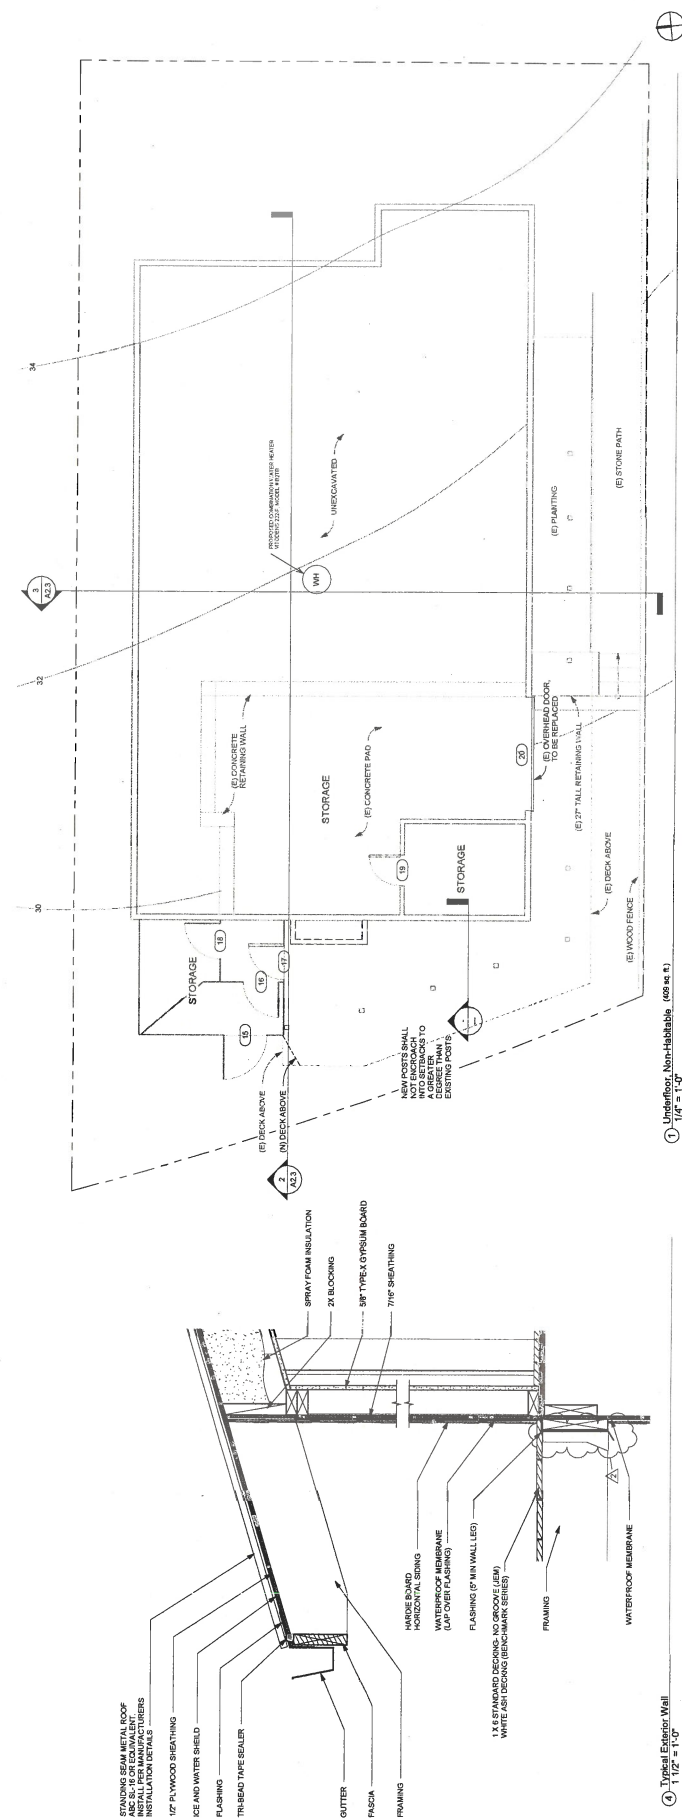 34
32
30
3
A2.3
PROPOSED COMBINATION WATER HEATER
WH
UNEXCAVATED
(E) CONCRETE
RETAINING WALL
STORAGE
(E) CONCRETE PAD
STORAGE
STORAGE
15
16
17
18
19
20
(E) OVERHEAD DOOR,
TO BE REPLACED
(E) 27" TALL RETAINING WALL
(E) PLANTING
(E) STONE PATH
(E) DECK ABOVE
(E) WOOD FENCE
(E) DECK ABOVE
(N) DECK ABOVE
NEW POSTS SHALL
NOT ENCROACH
INTO SETBACKS TO
A GREATER
DEGREE THAN
EXISTING POSTS
2
A2.3
1 Underfloor, Non-Habitable (409 sq. ft.)
1/4" = 1'-0"
STANDING SEAM METAL ROOF
ABC SL-16 OR EQUIVALENT,
INSTALL PER MANUFACTURERS
INSTALLATION DETAILS
1/2" PLYWOOD SHEATHING
ICE AND WATER SHEILD
FLASHING
TRI-BEAD TAPE SEALER
GUTTER
FASCIA
FRAMING
SPRAY FOAM INSULATION
2X BLOCKING
5/8" TYPE-X GYPSUM BOARD
7/16" SHEATHING
HARDIE BOARD
HORIZONTAL SIDING
WATERPROOF MEMBRANE
(LAP OVER FLASHING)
FLASHING (5" MIN WALL LEG)
1 X 6 STANDARD DECKING- NO GROOVE (JEM)
WHITE ASH DECKNG (BENCHMARK SERIES)
FRAMING
WATERPROOF MEMBRANE
2
4 Typical Exterior Wall
1 1/2" = 1'-0"